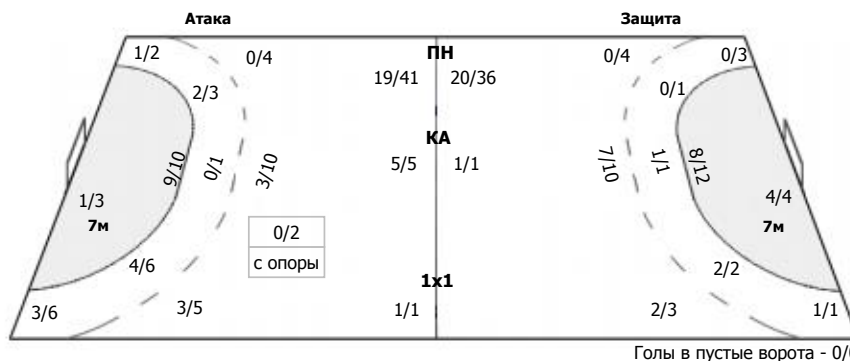 Атака Защита
1/2 0/4 ПН 0/4 0/3
19/41 20/36
2/3 0/1
КА
9/10 0/1 3/10 5/5 1/1 7/10 1/1 8/12
1/3 4/4
7м 7м
0/2
с опоры
4/6 2/2
1x1
3/6 3/5 1/1 2/3 1/1
Голы в пустые ворота - 0/